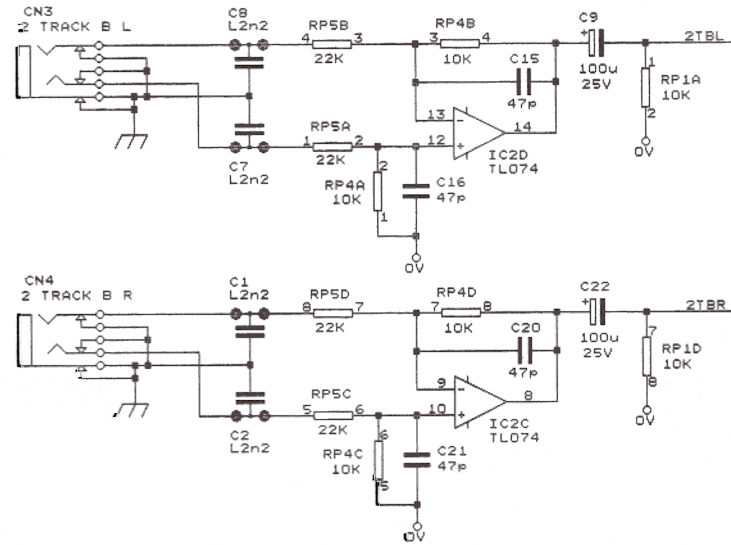 CN3
2 TRACK B L
C8
L2n2
4 RP5B 3
22K
3 RP4B 4
10K
C15
47p
C9
+
100u
25V
2TBL
1
RP1A
10K
2
0V
13 -
12 +
14
IC2D
TL074
C7
L2n2
1 RP5A 2
22K
2
RP4A
10K
1
C16
47p
0V
CN4
2 TRACK B R
C1
L2n2
8 RP5D 7
22K
7 RP4D 8
10K
C20
47p
C22
+
100u
25V
2TBR
7
RP1D
10K
8
0V
9 -
10 +
8
IC2C
TL074
C2
L2n2
5 RP5C 6
22K
6
RP4C
10K
5
C21
47p
0V